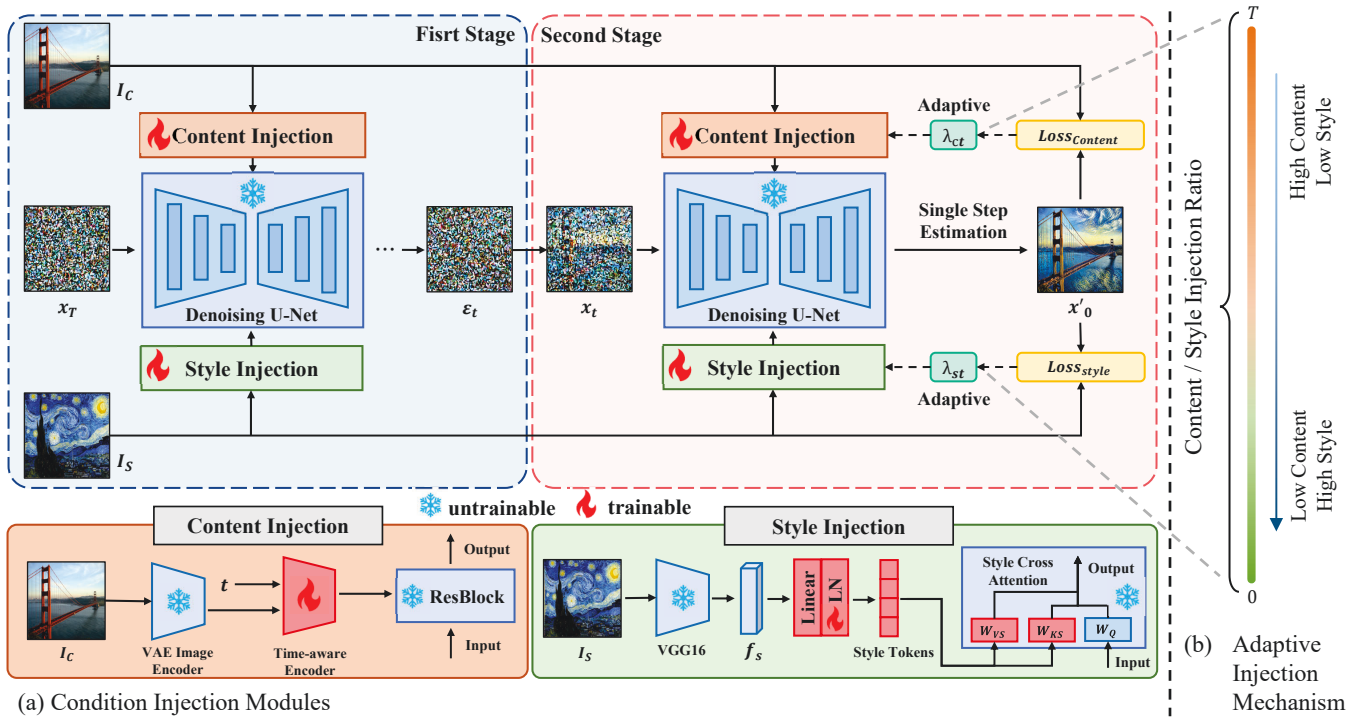 Fisrt Stage
Second Stage
I_C
Content Injection
Content Injection
Adaptive
λ_ct
Loss_Content
x_T
Denoising U-Net
...
ε_t
x_t
Denoising U-Net
Single Step
Estimation
x'_0
Style Injection
Style Injection
λ_st
Adaptive
Loss_style
I_S
untrainable
trainable
Content Injection
I_C
VAE Image
Encoder
t
Time-aware
Encoder
Output
ResBlock
Input
Style Injection
I_S
VGG16
f_s
Linear
LN
Style Tokens
Style Cross
Attention
Output
W_VS
W_KS
W_Q
Input
(a) Condition Injection Modules
Content / Style Injection Ratio
T
High Content
Low Style
Low Content
High Style
0
(b) Adaptive
Injection
Mechanism